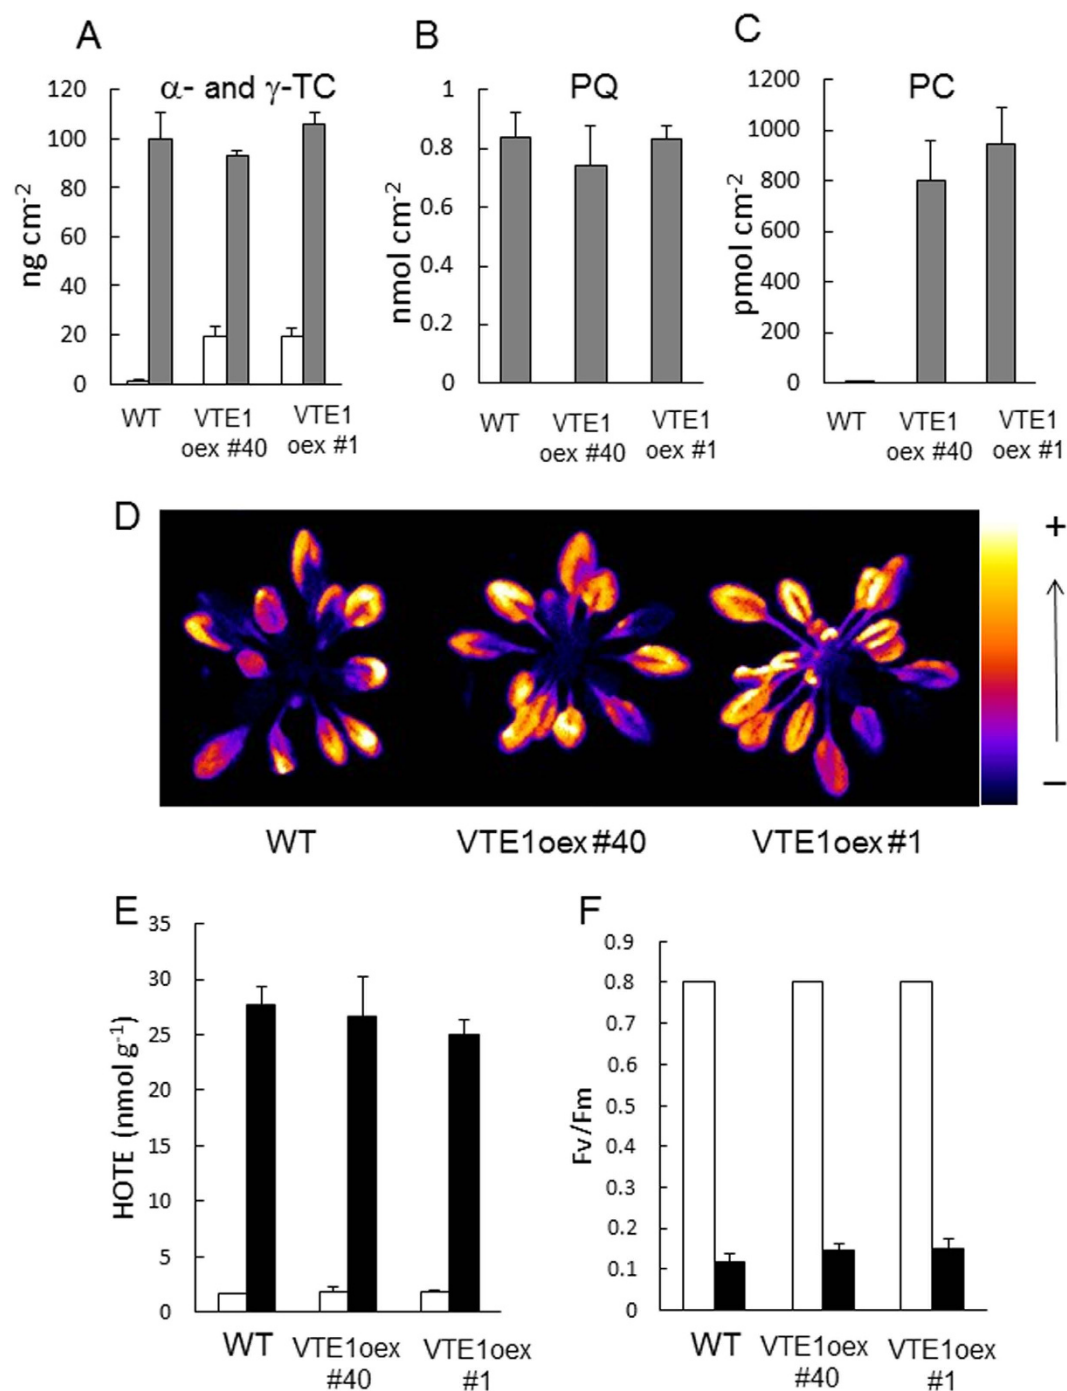 A
α- and γ-TC
ng cm-2
120
100
80
60
40
20
0
WT
VTE1
oex #40
VTE1
oex #1
B
PQ
nmol cm-2
1
0.8
0.6
0.4
0.2
0
WT
VTE1
oex #40
VTE1
oex #1
C
PC
pmol cm-2
1200
1000
800
600
400
200
0
WT
VTE1
oex #40
VTE1
oex #1
D
+
–
WT
VTE1oex #40
VTE1oex #1
E
HOTE (nmol g-1)
35
30
25
20
15
10
5
0
WT
VTE1oex
#40
VTE1oex
#1
F
Fv/Fm
0.9
0.8
0.7
0.6
0.5
0.4
0.3
0.2
0.1
0
WT
VTE1oex
#40
VTE1oex
#1